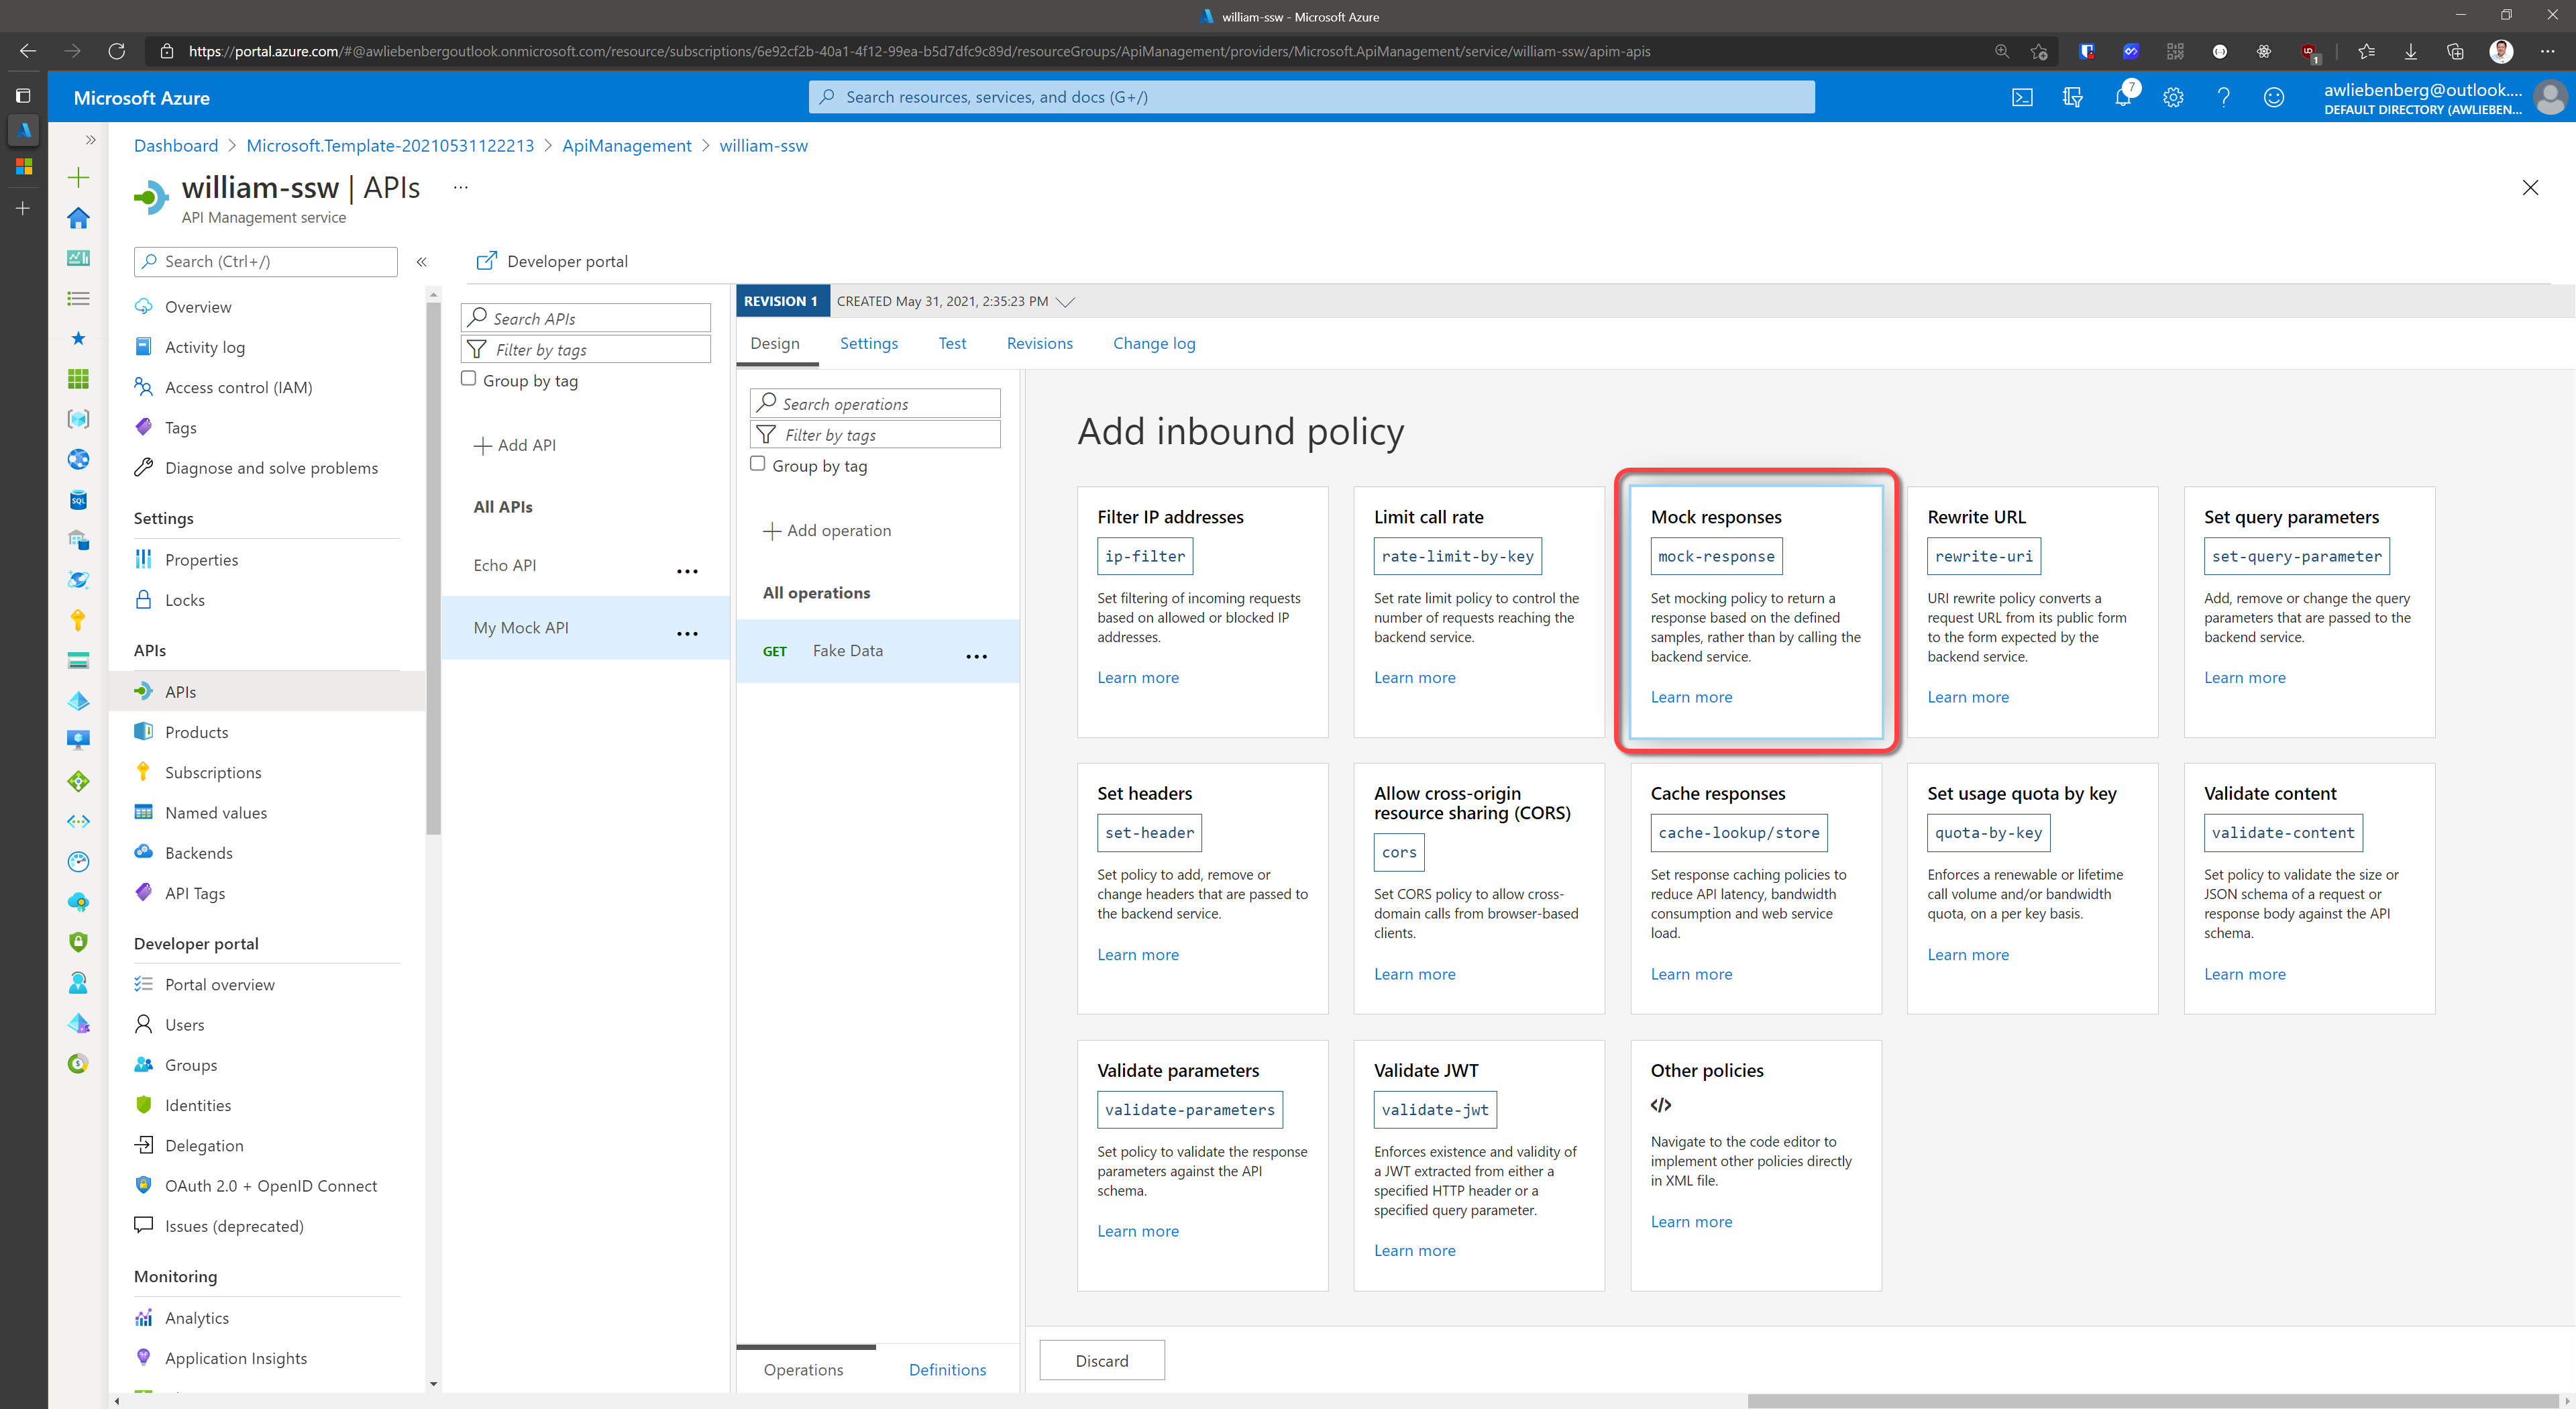 william-ssw - Microsoft Azure
https://portal.azure.com/#@awliebenbergoutlook.onmicrosoft.com/resource/subscriptions/6e92cf2b-40a1-4f12-99ea-b5d7dfc9c89d/resourceGroups/ApiManagement/providers/Microsoft.ApiManagement/service/william-ssw/apim-apis
1
Microsoft Azure
Search resources, services, and docs (G+/)
7
awliebenberg@outlook....
DEFAULT DIRECTORY (AWLIEBEN...
Dashboard > Microsoft.Template-20210531122213 > ApiManagement > william-ssw
william-ssw | APIs ...
API Management service
Search (Ctrl+/)
Overview
Activity log
Access control (IAM)
Tags
Diagnose and solve problems
Settings
Properties
Locks
APIs
APIs
Products
Subscriptions
Named values
Backends
API Tags
Developer portal
Portal overview
Users
Groups
Identities
Delegation
OAuth 2.0 + OpenID Connect
Issues (deprecated)
Monitoring
Analytics
Application Insights
Developer portal
Search APIs
Filter by tags
Group by tag
Add API
All APIs
Echo API ...
My Mock API ...
REVISION 1 CREATED May 31, 2021, 2:35:23 PM
Design Settings Test Revisions Change log
Search operations
Filter by tags
Group by tag
Add operation
All operations
GET Fake Data ...
Operations Definitions
Add inbound policy
Filter IP addresses
ip-filter
Set filtering of incoming requests
based on allowed or blocked IP
addresses.
Learn more
Limit call rate
rate-limit-by-key
Set rate limit policy to control the
number of requests reaching the
backend service.
Learn more
Mock responses
mock-response
Set mocking policy to return a
response based on the defined
samples, rather than by calling the
backend service.
Learn more
Rewrite URL
rewrite-uri
URI rewrite policy converts a
request URL from its public form
to the form expected by the
backend service.
Learn more
Set query parameters
set-query-parameter
Add, remove or change the query
parameters that are passed to the
backend service.
Learn more
Set headers
set-header
Set policy to add, remove or
change headers that are passed to
the backend service.
Learn more
Allow cross-origin
resource sharing (CORS)
cors
Set CORS policy to allow cross-
domain calls from browser-based
clients.
Learn more
Cache responses
cache-lookup/store
Set response caching policies to
reduce API latency, bandwidth
consumption and web service
load.
Learn more
Set usage quota by key
quota-by-key
Enforces a renewable or lifetime
call volume and/or bandwidth
quota, on a per key basis.
Learn more
Validate content
validate-content
Set policy to validate the size or
JSON schema of a request or
response body against the API
schema.
Learn more
Validate parameters
validate-parameters
Set policy to validate the response
parameters against the API
schema.
Learn more
Validate JWT
validate-jwt
Enforces existence and validity of
a JWT extracted from either a
specified HTTP header or a
specified query parameter.
Learn more
Other policies
</>
Navigate to the code editor to
implement other policies directly
in XML file.
Learn more
Discard